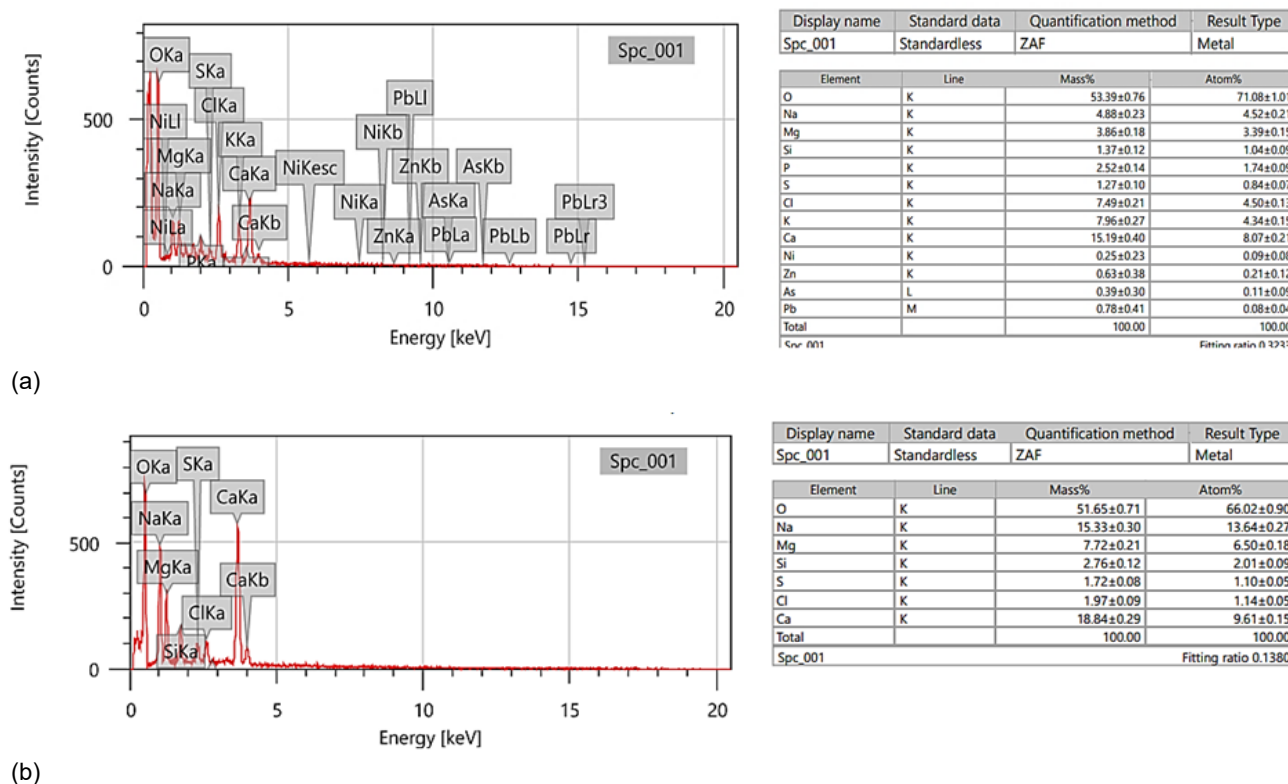 Spc_001
OKa
SKa
PbLl
ClKa
NiLl
NiKb
KKa
MgKa
CaKa
NiKesc
ZnKb
AsKb
NaKa
NiKa
AsKa
PbLr3
NiLa
CaKb
ZnKa
PbLa
PbLb
PbLr
PKa
Intensity [Counts]
500
0
0 5 10 15 20
Energy [keV]
Display name Standard data Quantification method Result Type
Spc_001 Standardless ZAF Metal
Element Line Mass% Atom%
O K 53.39±0.76 71.08±1.01
Na K 4.88±0.23 4.52±0.21
Mg K 3.86±0.18 3.39±0.15
Si K 1.37±0.12 1.04±0.09
P K 2.52±0.14 1.74±0.09
S K 1.27±0.10 0.84±0.07
Cl K 7.49±0.21 4.50±0.13
K K 7.96±0.27 4.34±0.15
Ca K 15.19±0.40 8.07±0.21
Ni K 0.25±0.23 0.09±0.08
Zn K 0.63±0.38 0.21±0.12
As L 0.39±0.30 0.11±0.09
Pb M 0.78±0.41 0.08±0.04
Total 100.00 100.00
Spc_001 Fitting ratio 0.3233
(a)
Spc_001
OKa
SKa
CaKa
NaKa
MgKa
CaKb
ClKa
SiKa
Intensity [Counts]
500
0
0 5 10 15 20
Energy [keV]
Display name Standard data Quantification method Result Type
Spc_001 Standardless ZAF Metal
Element Line Mass% Atom%
O K 51.65±0.71 66.02±0.90
Na K 15.33±0.30 13.64±0.27
Mg K 7.72±0.21 6.50±0.18
Si K 2.76±0.12 2.01±0.09
S K 1.72±0.08 1.10±0.05
Cl K 1.97±0.09 1.14±0.05
Ca K 18.84±0.29 9.61±0.15
Total 100.00 100.00
Spc_001 Fitting ratio 0.1380
(b)